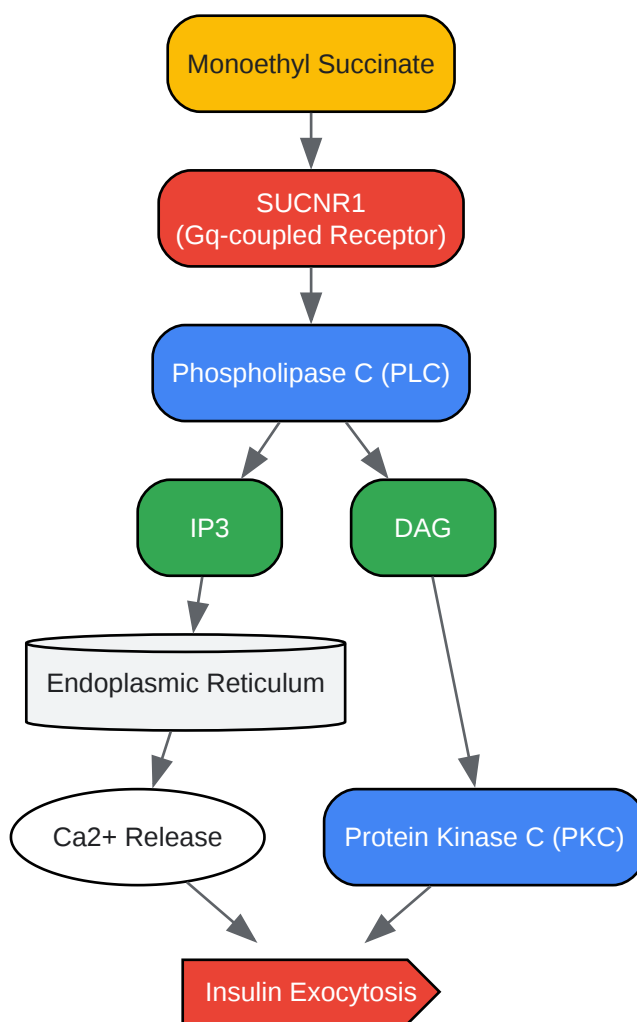 Monoethyl Succinate
SUCNR1
(Gq-coupled Receptor)
Phospholipase C (PLC)
IP3
DAG
Endoplasmic Reticulum
Ca2+ Release
Protein Kinase C (PKC)
Insulin Exocytosis